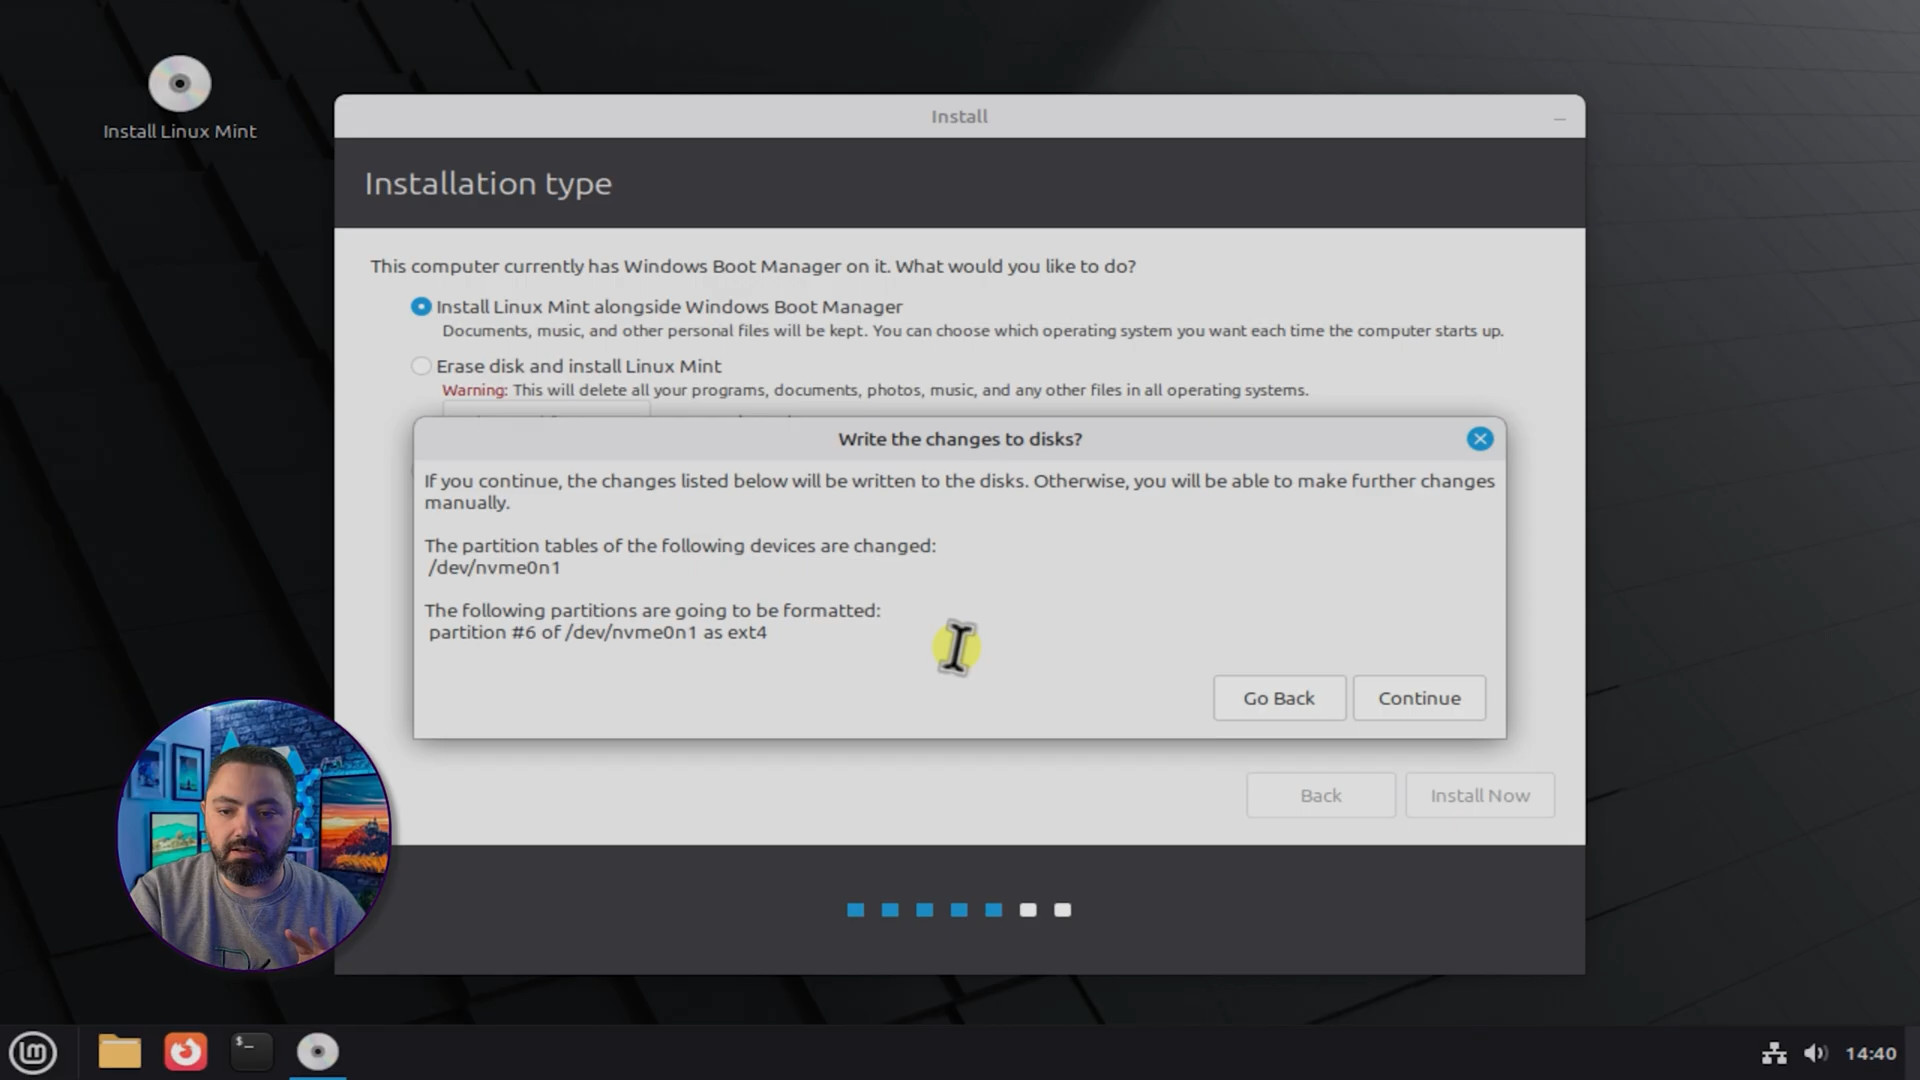 Install Linux Mint
Install
Installation type
This computer currently has Windows Boot Manager on it. What would you like to do?
Install Linux Mint alongside Windows Boot Manager
Documents, music, and other personal files will be kept. You can choose which operating system you want each time the computer starts up.
Erase disk and install Linux Mint
Warning: This will delete all your programs, documents, photos, music, and any other files in all operating systems.
Write the changes to disks?
If you continue, the changes listed below will be written to the disks. Otherwise, you will be able to make further changes
manually.
The partition tables of the following devices are changed:
/dev/nvme0n1
The following partitions are going to be formatted:
partition #6 of /dev/nvme0n1 as ext4
Go Back
Continue
Back
Install Now
$_
14:40